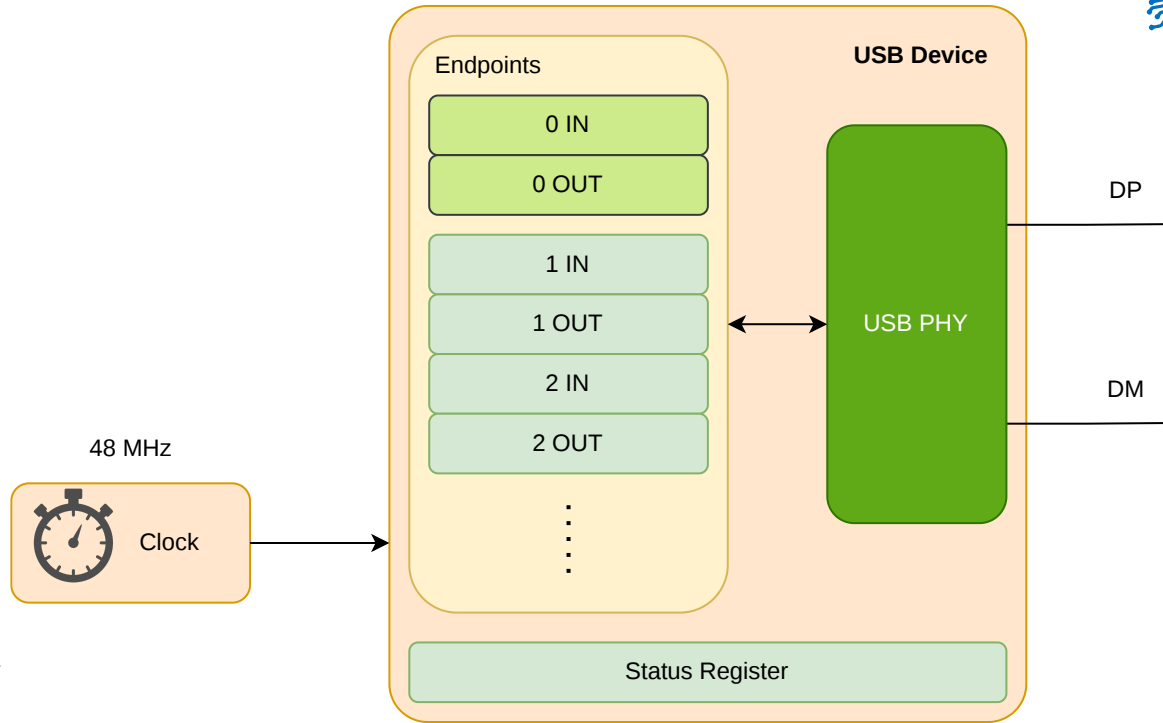 Endpoints
USB Device
0 IN
0 OUT
DP
1 IN
1 OUT
USB PHY
2 IN
DM
2 OUT
48 MHz
Clock
Status Register